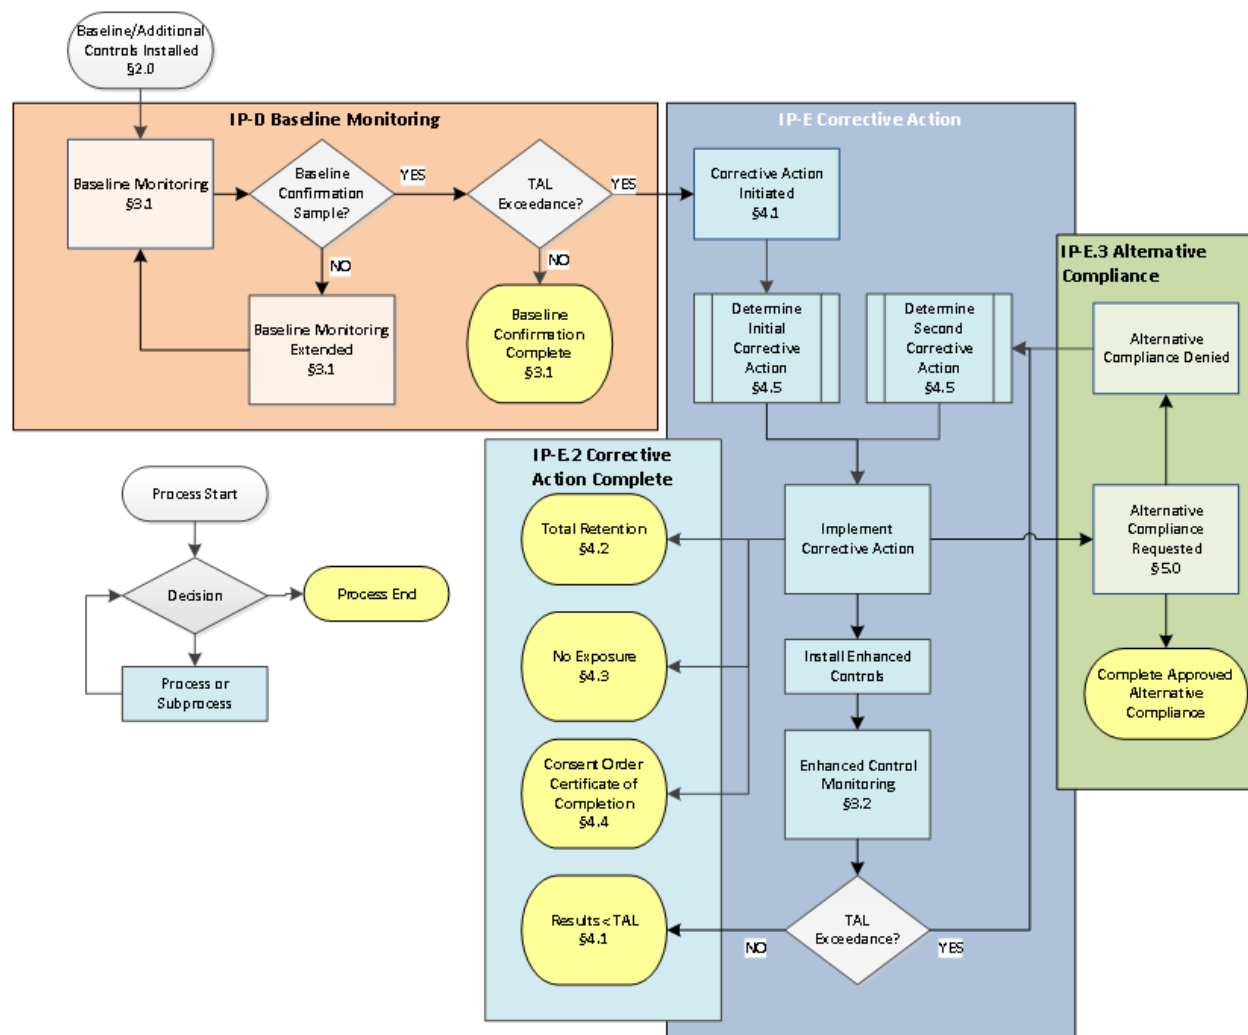 Baseline/Additional
Controls Installed
§2.0
IP-D Baseline Monitoring
Baseline Monitoring
§3.1
Baseline
Confirmation
Sample?
YES
TAL
Exceedance?
YES
NO
NO
Baseline Monitoring
Extended
§3.1
Baseline
Confirmation
Complete
§3.1
IP-E Corrective Action
Corrective Action
Initiated
§4.1
Determine
Initial
Corrective
Action
§4.5
Determine
Second
Corrective
Action
§4.5
IP-E.3 Alternative
Compliance
Alternative
Compliance Denied
Alternative
Compliance
Requested
§5.0
Complete Approved
Alternative
Compliance
IP-E.2 Corrective
Action Complete
Total Retention
§4.2
No Exposure
§4.3
Consent Order
Certificate of
Completion
§4.4
Results < TAL
§4.1
Implement
Corrective Action
Install Enhanced
Controls
Enhanced Control
Monitoring
§3.2
TAL
Exceedance?
NO
YES
Process Start
Decision
Process End
Process or
Subprocess